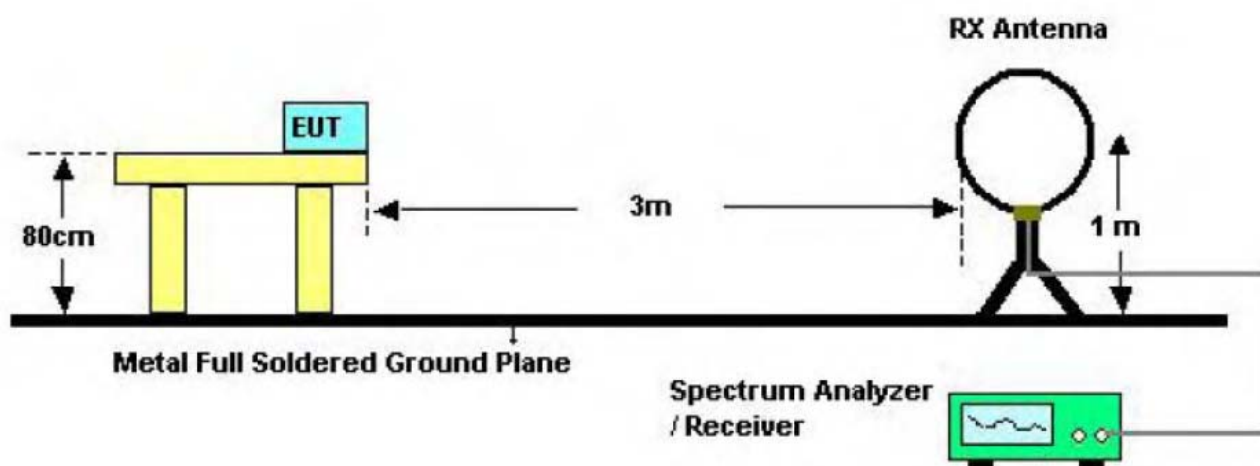 RX Antenna
EUT
80cm
3m
1 m
Metal Full Soldered Ground Plane
Spectrum Analyzer
/ Receiver